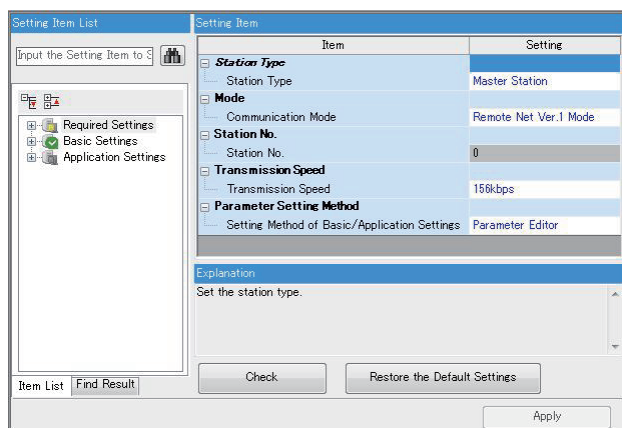 Setting Item List
Input the Setting Item to S
Required Settings
Basic Settings
Application Settings
Item List
Find Result
Setting Item
Item Setting
Station Type
Station Type Master Station
Mode
Communication Mode Remote Net Ver.1 Mode
Station No.
Station No. 0
Transmission Speed
Transmission Speed 156kbps
Parameter Setting Method
Setting Method of Basic/Application Settings Parameter Editor
Explanation
Set the station type.
Check Restore the Default Settings
Apply